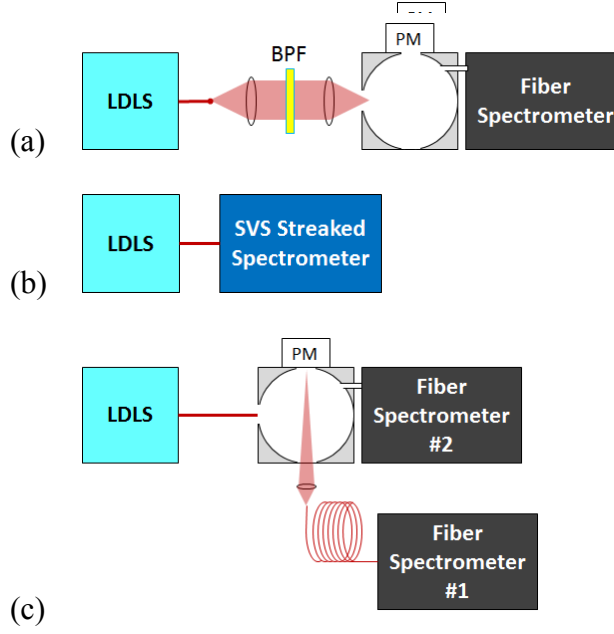 BPF
PM
LDLS
Fiber
Spectrometer
(a)
LDLS
SVS Streaked
Spectrometer
(b)
PM
LDLS
Fiber
Spectrometer
#2
Fiber
Spectrometer
#1
(c)